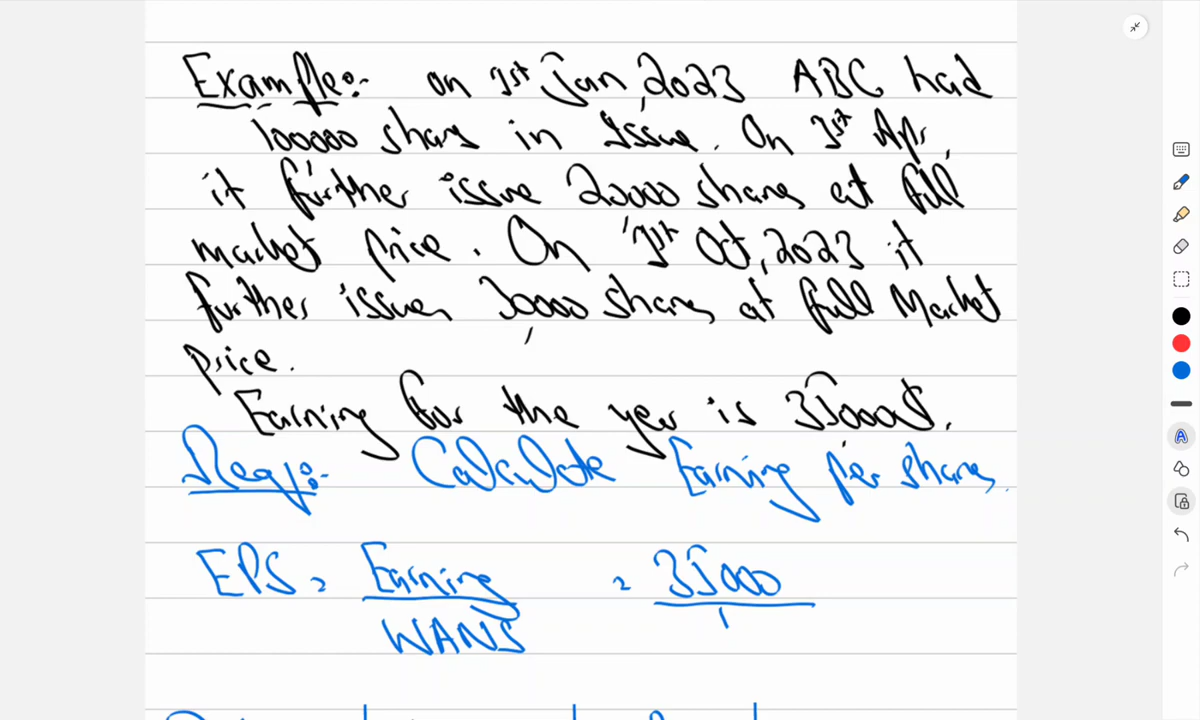 Example:- on 1st Jan, 2023 ABC had
100000 shares in issue. On 1st Apr,
it further issue 20000 shares at full
market price. On 1st Oct, 2023 it
further issues 30000 shares at full Market
price.
Earning for the year is 35000$.
Req:- Calculate Earning per shares.
EPS = Earning = 35000
WANS